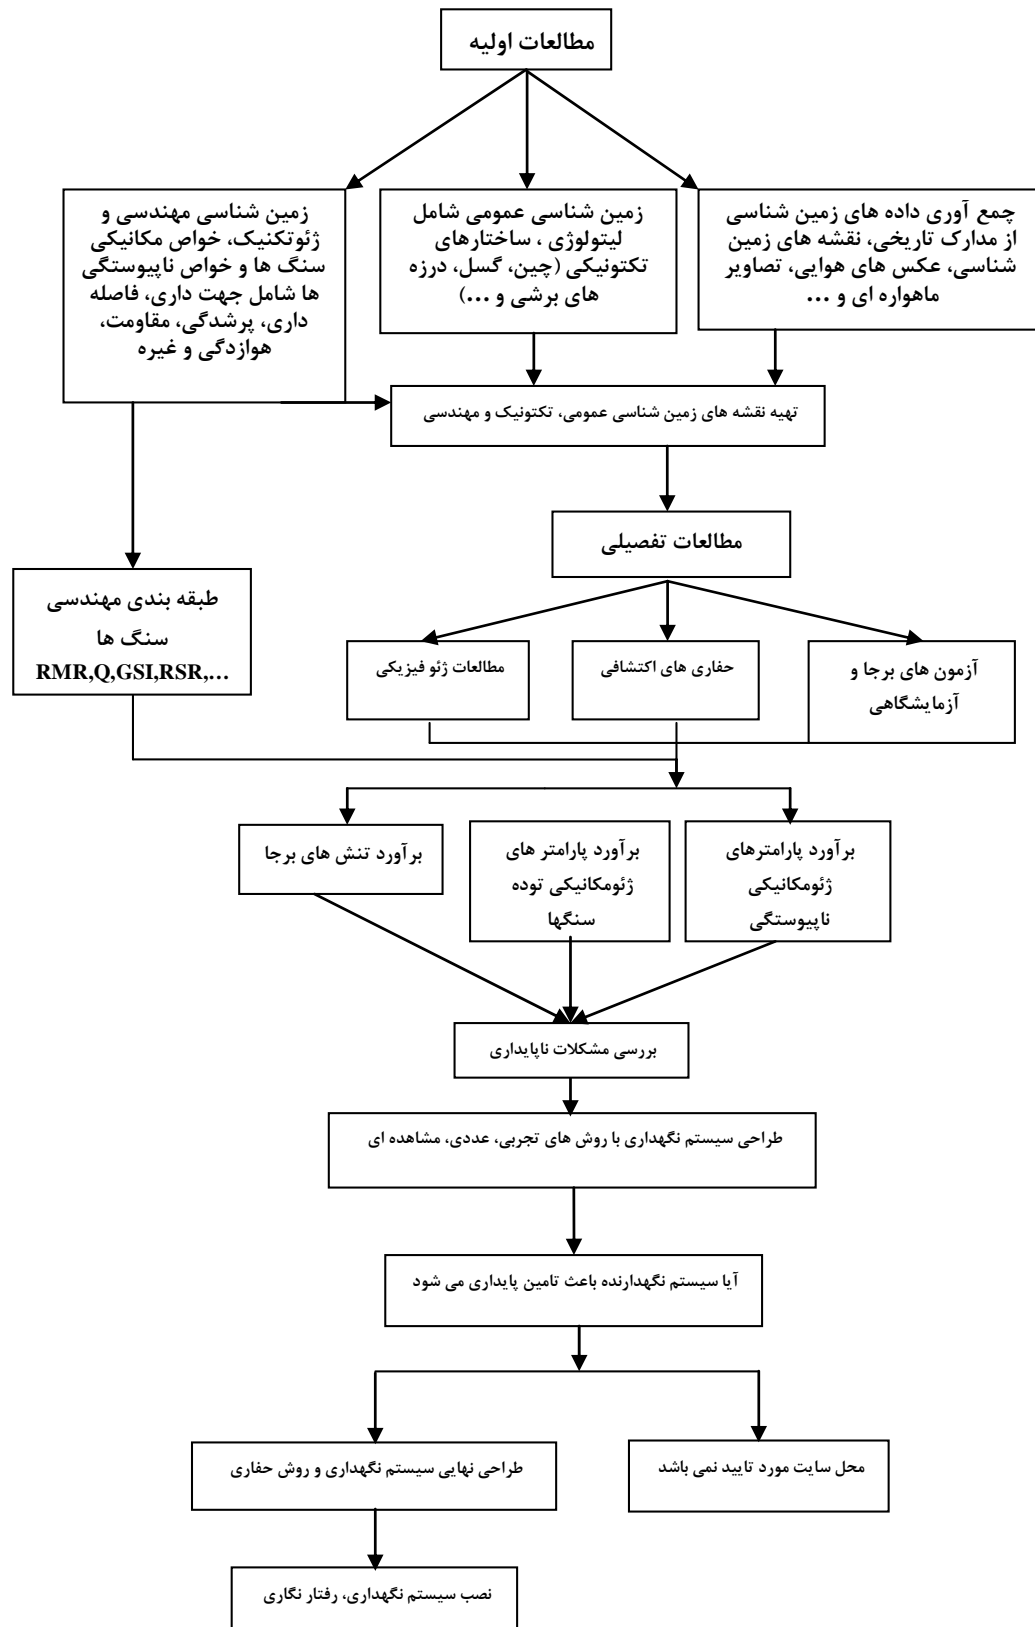 مطالعات اولیه
چمع آوری داده های زمین شناسی
از مدارک تاریخی، نقشه های زمین
شناسی، عکس های هوایی، تصاویر
ماهواره ای و ...
زمین شناسی عمومی شامل
لیتولوژی ، ساختارهای
تکتونیکی (چین، گسل، درزه
های برشی و ...)
زمین شناسی مهندسی و
ژئوتکنیک، خواص مکانیکی
سنگ ها و خواص ناپیوستگی
ها شامل جهت داری، فاصله
داری، پرشدگی، مقاومت،
هوازدگی و غیره
تهیه نقشه های زمین شناسی عمومی، تکتونیک و مهندسی
مطالعات تفصیلی
طبقه بندی مهندسی
سنگ ها
RMR,Q,GSI,RSR,...
آزمون های برجا و
آزمایشگاهی
حفاری های اکتشافی
مطالعات ژئو فیزیکی
برآورد پارامترهای
ژئومکانیکی
ناپیوستگی
برآورد پارامتر های
ژئومکانیکی توده
سنگها
برآورد تنش های برجا
بررسی مشکلات ناپایداری
طراحی سیستم نگهداری با روش های تجربی، عددی، مشاهده ای
آیا سیستم نگهدارنده باعث تامین پایداری می شود
محل سایت مورد تایید نمی باشد
طراحی نهایی سیستم نگهداری و روش حفاری
نصب سیستم نگهداری، رفتار نگاری